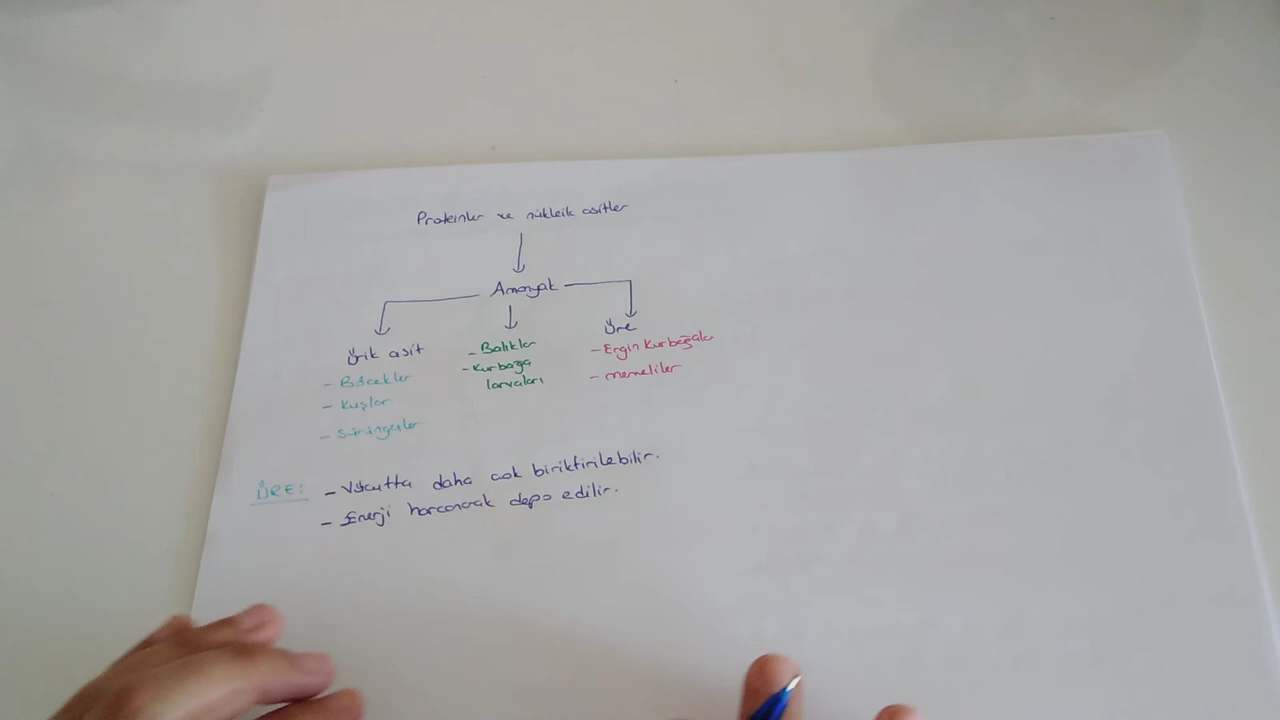 Proteinler ve nükleik asitler
Amonyak
Ürik asit
- Böcekler
- Kuşlar
- Sürüngenler
- Balıklar
- Kurbağa
larvaları
Üre
- Ergin Kurbağalar
- memeliler
ÜRE:
- Vücutta daha çok biriktirilebilir.
- Enerji harcanarak depo edilir.